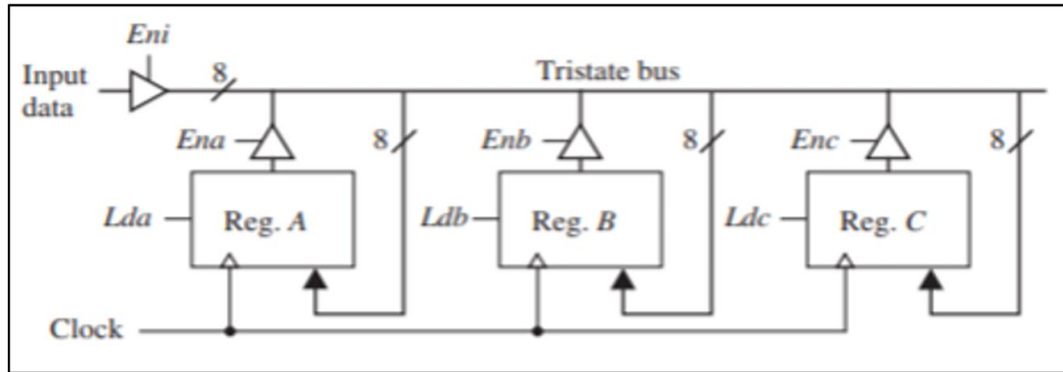 Eni
Input
data
8
Tristate bus
Ena
8
Enb
8
Enc
8
Lda
Reg. A
Ldb
Reg. B
Ldc
Reg. C
Clock